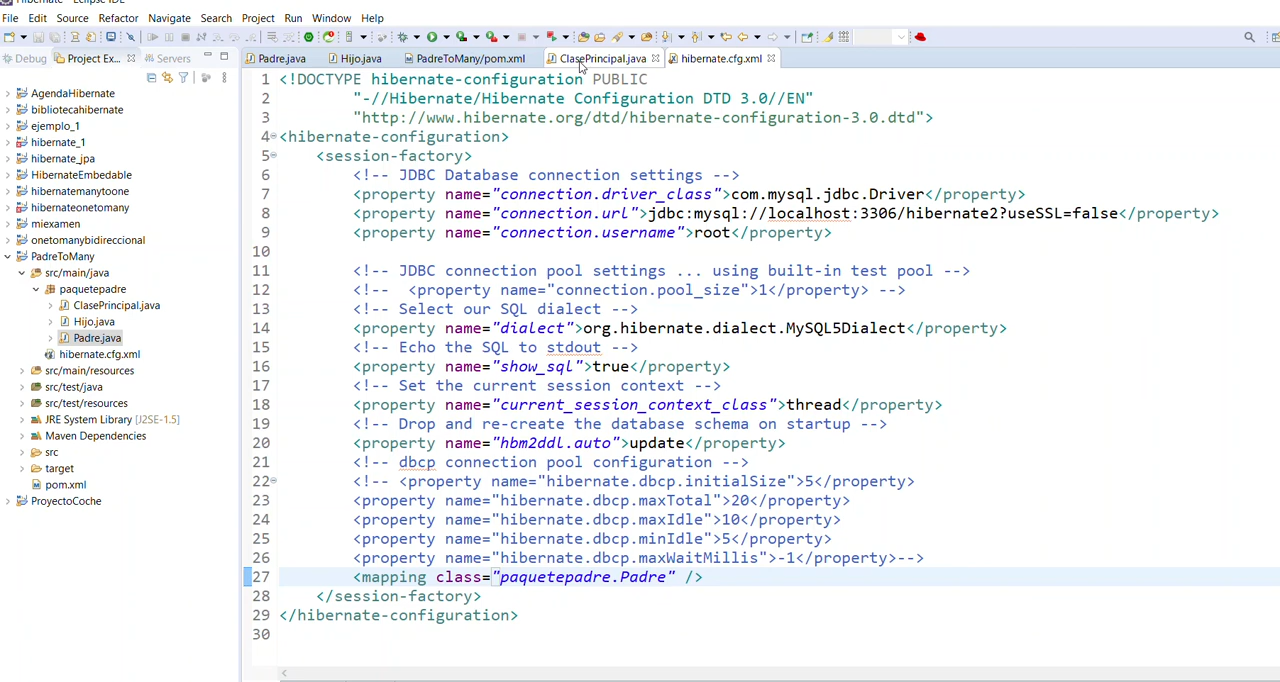 Hibernate - Eclipse IDE
File Edit Source Refactor Navigate Search Project Run Window Help
Debug Project Ex... Servers
Padre.java Hijo.java PadreToMany/pom.xml ClasePrincipal.java hibernate.cfg.xml
AgendaHibernate
bibliotecahibernate
ejemplo_1
hibernate_1
hibernate_jpa
HibernateEmbedable
hibernatemanytoone
hibernateonetomany
miexamen
onetomanybidireccional
PadreToMany
src/main/java
paquetepadre
ClasePrincipal.java
Hijo.java
Padre.java
hibernate.cfg.xml
src/main/resources
src/test/java
src/test/resources
JRE System Library [J2SE-1.5]
Maven Dependencies
src
target
pom.xml
ProyectoCoche
1 <!DOCTYPE hibernate-configuration PUBLIC
2 "-//Hibernate/Hibernate Configuration DTD 3.0//EN"
3 "http://www.hibernate.org/dtd/hibernate-configuration-3.0.dtd">
4 <hibernate-configuration>
5 <session-factory>
6 <!-- JDBC Database connection settings -->
7 <property name="connection.driver_class">com.mysql.jdbc.Driver</property>
8 <property name="connection.url">jdbc:mysql://localhost:3306/hibernate2?useSSL=false</property>
9 <property name="connection.username">root</property>
10
11 <!-- JDBC connection pool settings ... using built-in test pool -->
12 <!-- <property name="connection.pool_size">1</property> -->
13 <!-- Select our SQL dialect -->
14 <property name="dialect">org.hibernate.dialect.MySQL5Dialect</property>
15 <!-- Echo the SQL to stdout -->
16 <property name="show_sql">true</property>
17 <!-- Set the current session context -->
18 <property name="current_session_context_class">thread</property>
19 <!-- Drop and re-create the database schema on startup -->
20 <property name="hbm2ddl.auto">update</property>
21 <!-- dbcp connection pool configuration -->
22 <!-- <property name="hibernate.dbcp.initialSize">5</property>
23 <property name="hibernate.dbcp.maxTotal">20</property>
24 <property name="hibernate.dbcp.maxIdle">10</property>
25 <property name="hibernate.dbcp.minIdle">5</property>
26 <property name="hibernate.dbcp.maxWaitMillis">-1</property>-->
27 <mapping class="paquetepadre.Padre" />
28 </session-factory>
29 </hibernate-configuration>
30